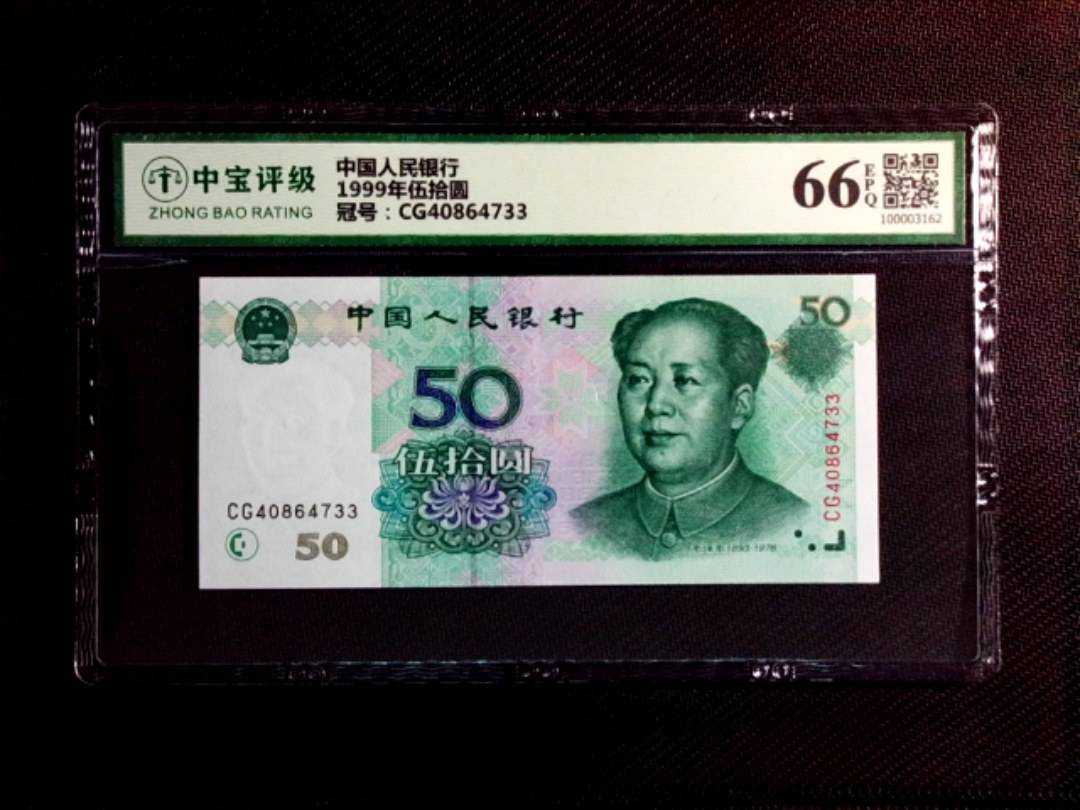 中宝评级
ZHONG BAO RATING
中国人民银行
1999年伍拾圆
冠号：CG40864733
66
EPQ
100003162
中国人民银行
50
50
伍拾圆
CG40864733
CG40864733
50
1893-1976